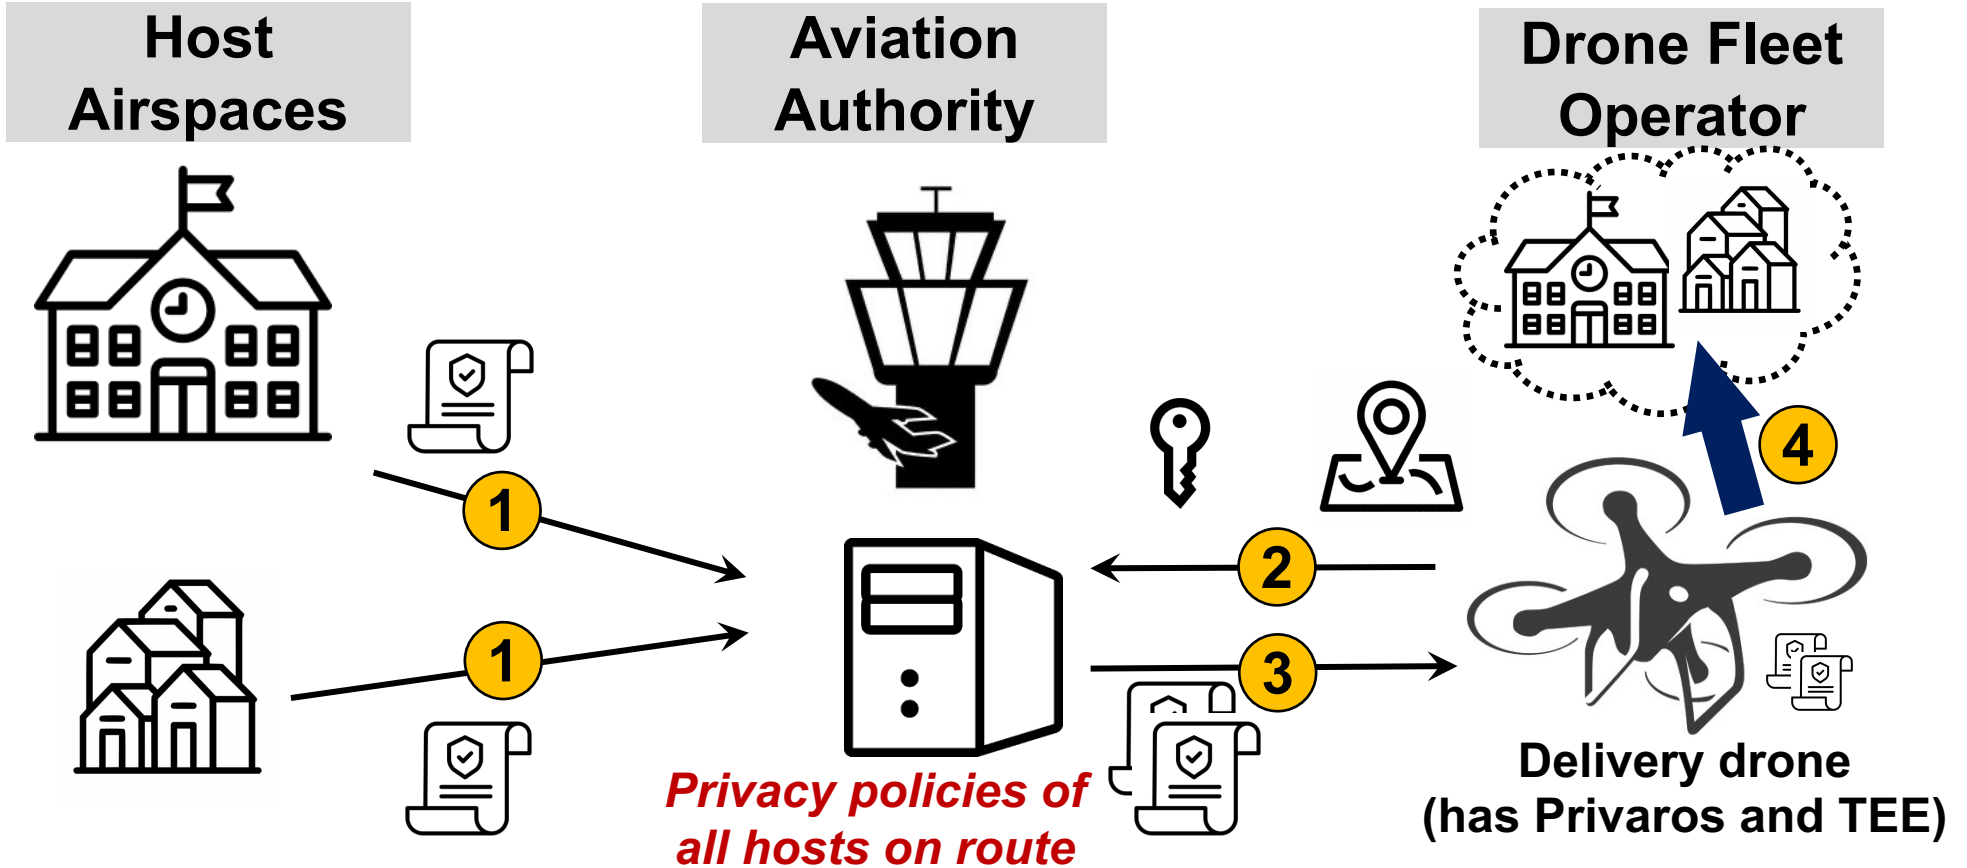 Host
Airspaces
Aviation
Authority
Drone Fleet
Operator
1
1
2
3
4
Privacy policies of
all hosts on route
Delivery drone
(has Privaros and TEE)